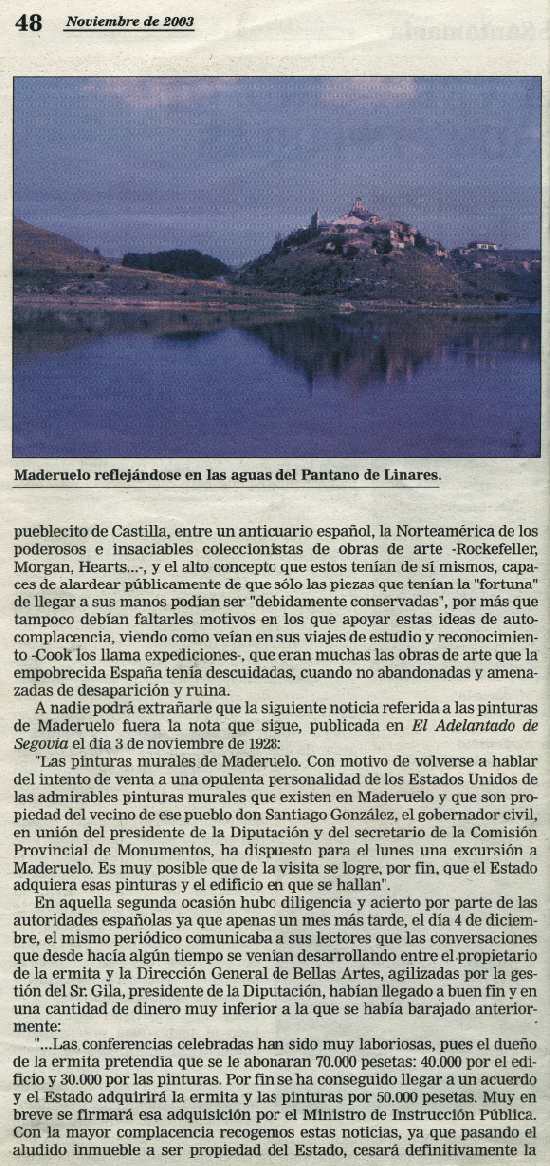 48 Noviembre de 2003
Maderuelo reflejándose en las aguas del Pantano de Linares.
pueblecito de Castilla, entre un anticuario español, la Norteamérica de los
poderosos e insaciables coleccionistas de obras de arte -Rockefeller,
Morgan, Hearts...-, y el alto concepto que estos tenían de sí mismos, capa-
ces de alardear públicamente de que sólo las piezas que tenían la "fortuna"
de llegar a sus manos podían ser "debidamente conservadas", por más que
tampoco debían faltarles motivos en los que apoyar estas ideas de auto-
complacencia, viendo como veían en sus viajes de estudio y reconocimien-
to -Cook los llama expediciones-, que eran muchas las obras de arte que la
empobrecida España tenía descuidadas, cuando no abandonadas y amena-
zadas de desaparición y ruina.
A nadie podrá extrañarle que la siguiente noticia referida a las pinturas
de Maderuelo fuera la nota que sigue, publicada en El Adelantado de
Segovia el día 3 de noviembre de 1928:
"Las pinturas murales de Maderuelo. Con motivo de volverse a hablar
del intento de venta a una opulenta personalidad de los Estados Unidos de
las admirables pinturas murales que existen en Maderuelo y que son pro-
piedad del vecino de ese pueblo don Santiago González, el gobernador civil,
en unión del presidente de la Diputación y del secretario de la Comisión
Provincial de Monumentos, ha dispuesto para el lunes una excursión a
Maderuelo. Es muy posible que de la visita se logre, por fin, que el Estado
adquiera esas pinturas y el edificio en que se hallan".
En aquella segunda ocasión hubo diligencia y acierto por parte de las
autoridades españolas ya que apenas un mes más tarde, el día 4 de diciem-
bre, el mismo periódico comunicaba a sus lectores que las conversaciones
que desde hacía algún tiempo se venían desarrollando entre el propietario
de la ermita y la Dirección General de Bellas Artes, agilizadas por la ges-
tión del Sr. Gila, presidente de la Diputación, habían llegado a buen fin y en
una cantidad de dinero muy inferior a la que se había barajado anterior-
mente:
"...Las conferencias celebradas han sido muy laboriosas, pues el dueño
de la ermita pretendía que se le abonaran 70.000 pesetas: 40.000 por el edi-
ficio y 30.000 por las pinturas. Por fin se ha conseguido llegar a un acuerdo
y el Estado adquirirá la ermita y las pinturas por 50.000 pesetas. Muy en
breve se firmará esa adquisición por el Ministro de Instrucción Pública.
Con la mayor complacencia recogemos estas noticias, ya que pasando el
aludido inmueble a ser propiedad del Estado, cesará definitivamente la